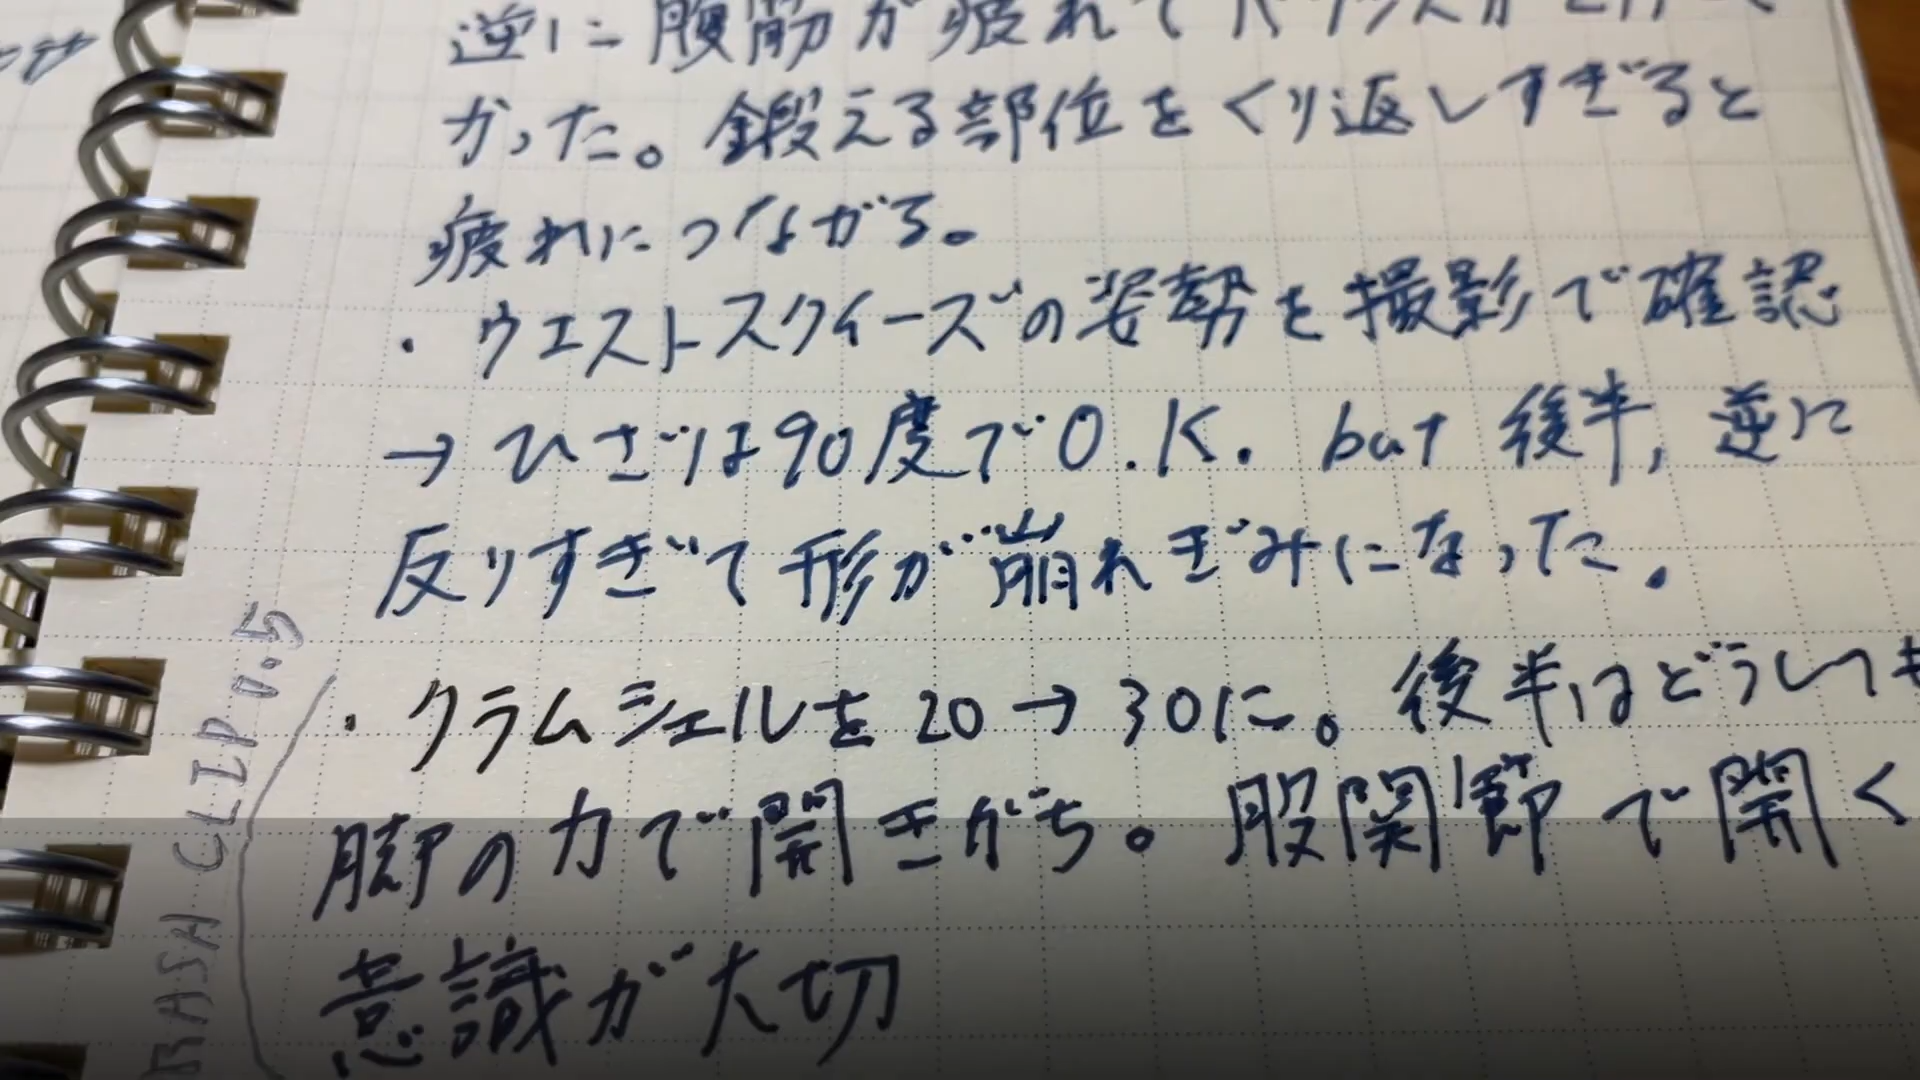 逆に腹筋が疲れてバランスが
かった。鍛える部位をくり返しすぎると
疲れにつながる。
・ウエストスクイーズの姿勢を撮影で確認
→ひざは90度でO.K. but 後半,逆に
反りすぎて形が崩れぎみになった.
・クラムシェルを20→30に。後半はどうしても
脚の力で開きがち。股関節で開く
意識が大切
BASH CLIP 0.5